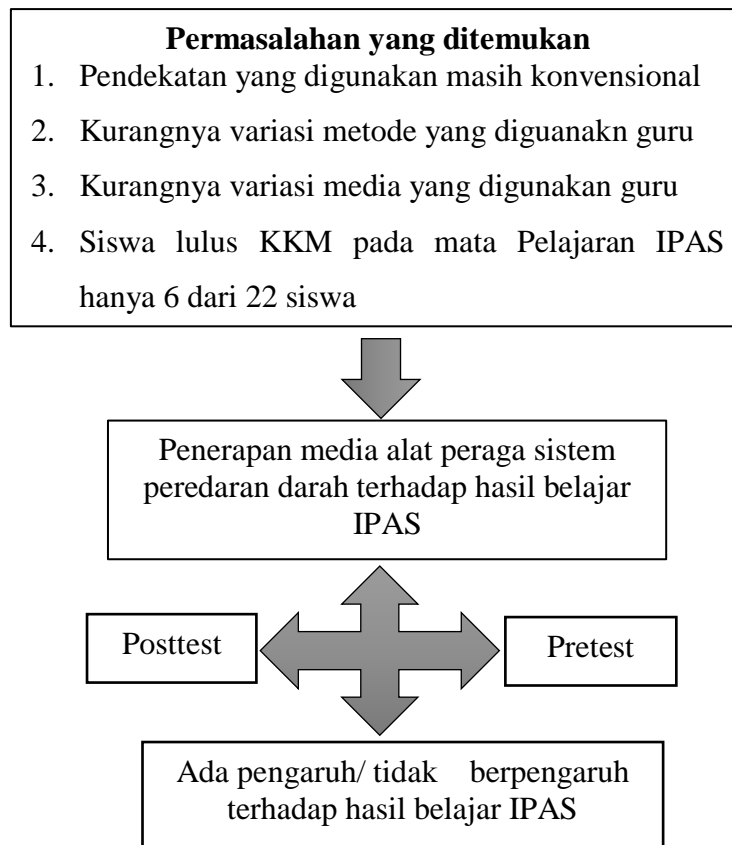 Permasalahan yang ditemukan
1. Pendekatan yang digunakan masih konvensional
2. Kurangnya variasi metode yang diguanakn guru
3. Kurangnya variasi media yang digunakan guru
4. Siswa lulus KKM pada mata Pelajaran IPAS
hanya 6 dari 22 siswa
Penerapan media alat peraga sistem
peredaran darah terhadap hasil belajar
IPAS
Posttest
Pretest
Ada pengaruh/ tidak berpengaruh
terhadap hasil belajar IPAS